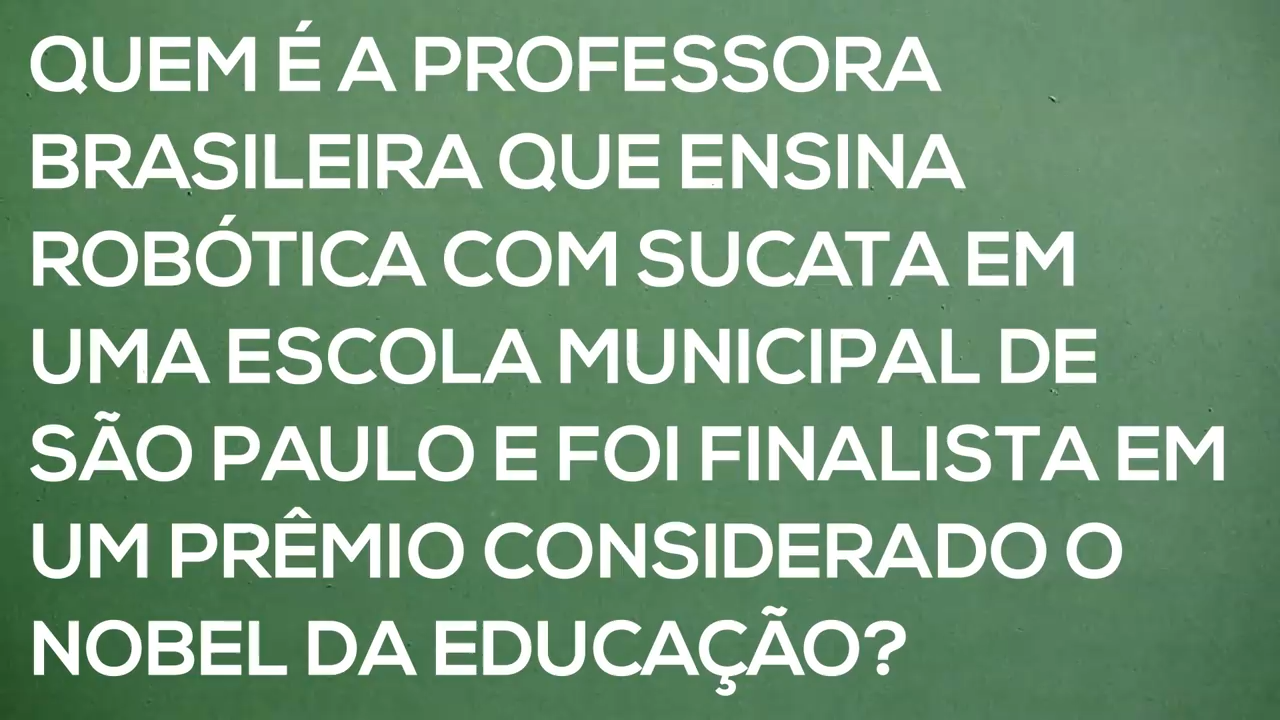 QUEM É A PROFESSORA
BRASILEIRA QUE ENSINA
ROBÓTICA COM SUCATA EM
UMA ESCOLA MUNICIPAL DE
SÃO PAULO E FOI FINALISTA EM
UM PRÊMIO CONSIDERADO O
NOBEL DA EDUCAÇÃO?